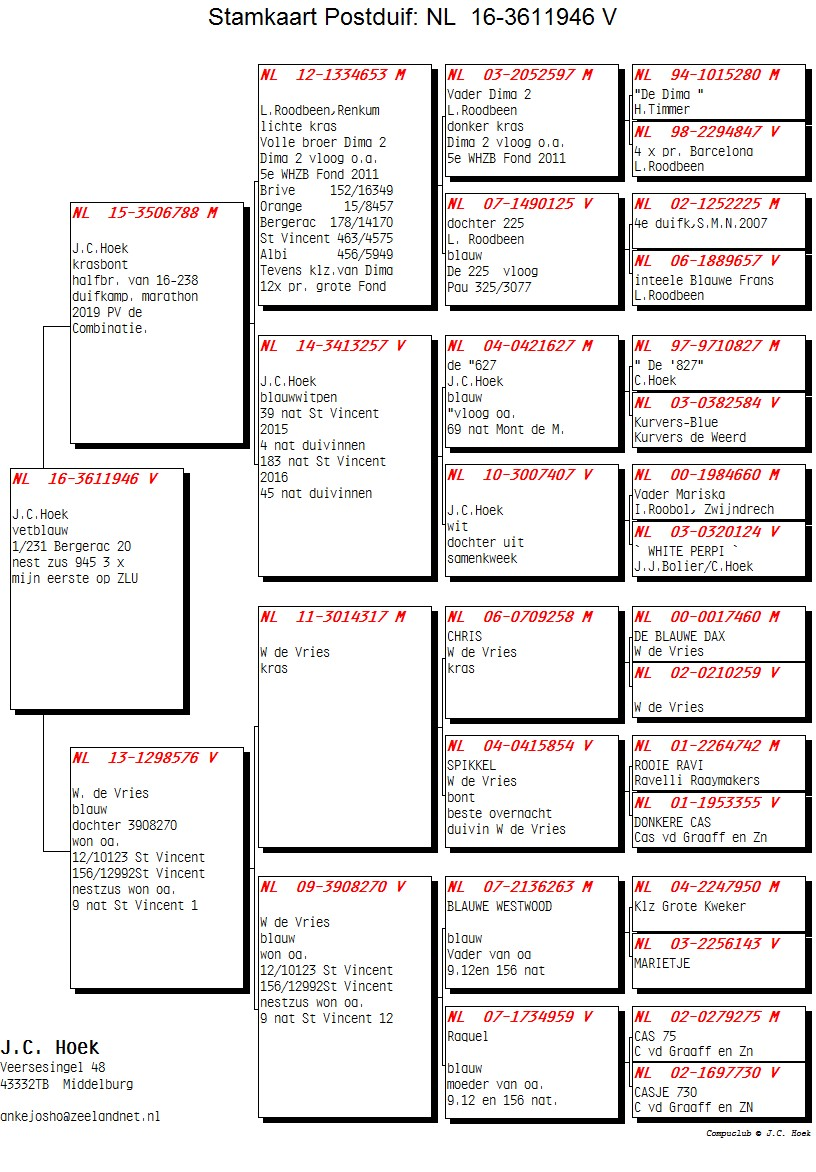 Stamkaart Postduif: NL  16-3611946 V
NL  16-3611946 V
J.C.Hoek
vetblauw
1/231 Bergerac 20
nest zus 945 3 x
mijn eerste op ZLU
NL  15-3506788 M
J.C.Hoek
krasbont
halfbr. van 16-238
duifkamp. marathon
2019 PV de
Combinatie.
NL  13-1298576 V
W. de Vries
blauw
dochter 3908270
won oa.
12/10123 St Vincent
156/12992St Vincent
nestzus won oa.
9 nat St Vincent 1
NL  12-1334653 M
L.Roodbeen,Renkum
lichte kras
Volle broer Dima 2
Dima 2 vloog o.a.
5e WHZB Fond 2011
Brive     152/16349
Orange      15/8457
Bergerac  178/14170
St Vincent 463/4575
Albi       456/5949
Tevens klz.van Dima
12x pr. grote Fond
NL  14-3413257 V
J.C.Hoek
blauwwitpen
39 nat St Vincent
2015
4 nat duivinnen
183 nat St Vincent
2016
45 nat duivinnen
NL  11-3014317 M
W de Vries
kras
NL  09-3908270 V
W de Vries
blauw
won oa.
12/10123 St Vincent
156/12992St Vincent
nestzus won oa.
9 nat St Vincent 12
NL  03-2052597 M
Vader Dima 2
L.Roodbeen
donker kras
Dima 2 vloog o.a.
5e WHZB Fond 2011
NL  07-1490125 V
dochter 225
L. Roodbeen
blauw
De 225  vloog
Pau 325/3077
NL  04-0421627 M
de "627
J.C.Hoek
blauw
"vloog oa.
69 nat Mont de M.
NL  10-3007407 V
J.C.Hoek
wit
dochter uit
samenkweek
NL  06-0709258 M
CHRIS
W de Vries
kras
NL  04-0415854 V
SPIKKEL
W de Vries
bont
beste overnacht
duivin W de Vries
NL  07-2136263 M
BLAUWE WESTWOOD
blauw
Vader van oa
9.12en 156 nat
NL  07-1734959 V
Raquel
blauw
moeder van oa.
9.12 en 156 nat.
NL  94-1015280 M
"De Dima "
H.Timmer
NL  98-2294847 V
4 x pr. Barcelona
L.Roodbeen
NL  02-1252225 M
4e duifk,S.M.N.2007
NL  06-1889657 V
inteele Blauwe Frans
L.Roodbeen
NL  97-9710827 M
" De '827"
C.Hoek
NL  03-0382584 V
Kurvers-Blue
Kurvers de Weerd
NL  00-1984660 M
Vader Mariska
I.Roobol, Zwijndrech
NL  03-0320124 V
` WHITE PERPI `
J.J.Bolier/C.Hoek
NL  00-0017460 M
DE BLAUWE DAX
W de Vries
NL  02-0210259 V
W de Vries
NL  01-2264742 M
ROOIE RAVI
Ravelli Raaymakers
NL  01-1953355 V
DONKERE CAS
Cas vd Graaff en Zn
NL  04-2247950 M
Klz Grote Kweker
NL  03-2256143 V
MARIETJE
NL  02-0279275 M
CAS 75
C vd Graaff en Zn
NL  02-1697730 V
CASJE 730
C vd Graaff en ZN
J.C. Hoek
Veersesingel 48
43332TB  Middelburg
ankejosho@zeelandnet.nl
Compuclub © J.C. Hoek